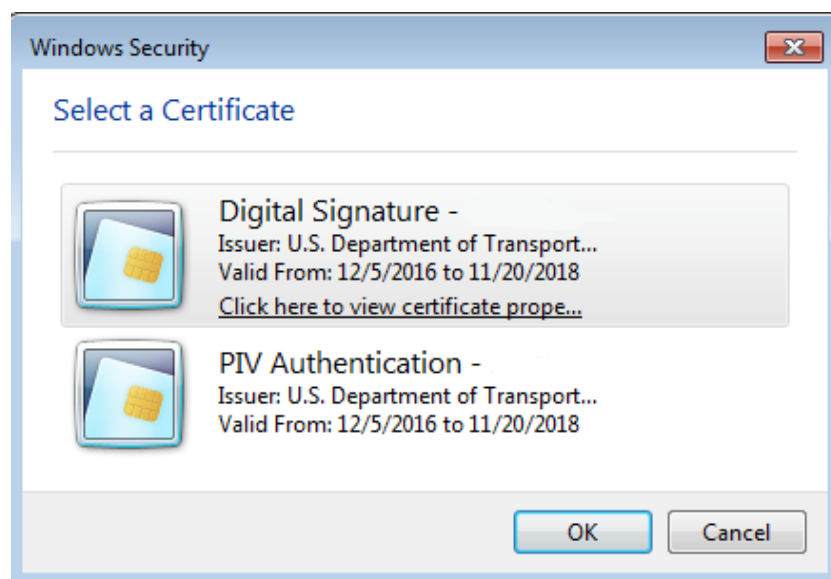 Windows Security
Select a Certificate
Digital Signature -
Issuer: U.S. Department of Transport...
Valid From: 12/5/2016 to 11/20/2018
Click here to view certificate prope...
PIV Authentication -
Issuer: U.S. Department of Transport...
Valid From: 12/5/2016 to 11/20/2018
OK Cancel